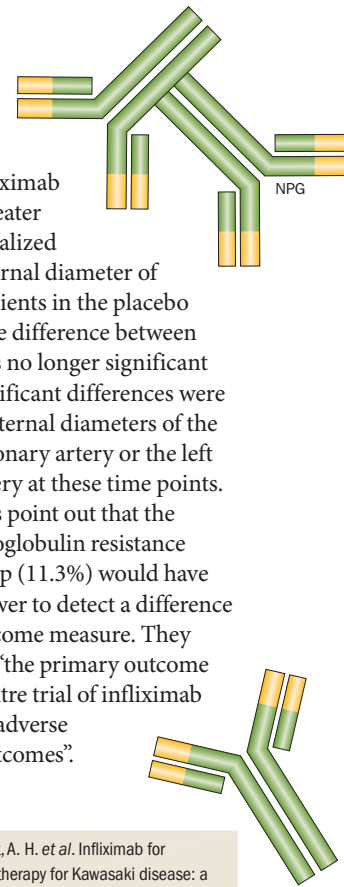 NPG
ximab
eater
alized
ernal diameter of
ients in the placebo
e difference between
s no longer significant
ificant differences were
ternal diameters of the
onary artery or the left
ery at these time points.
s point out that the
oglobulin resistance
p (11.3%) would have
wer to detect a difference
come measure. They
“the primary outcome
ntre trial of infliximab
adverse
tcomes”.
, A. H. et al. Infliximab for
therapy for Kawasaki disease: a